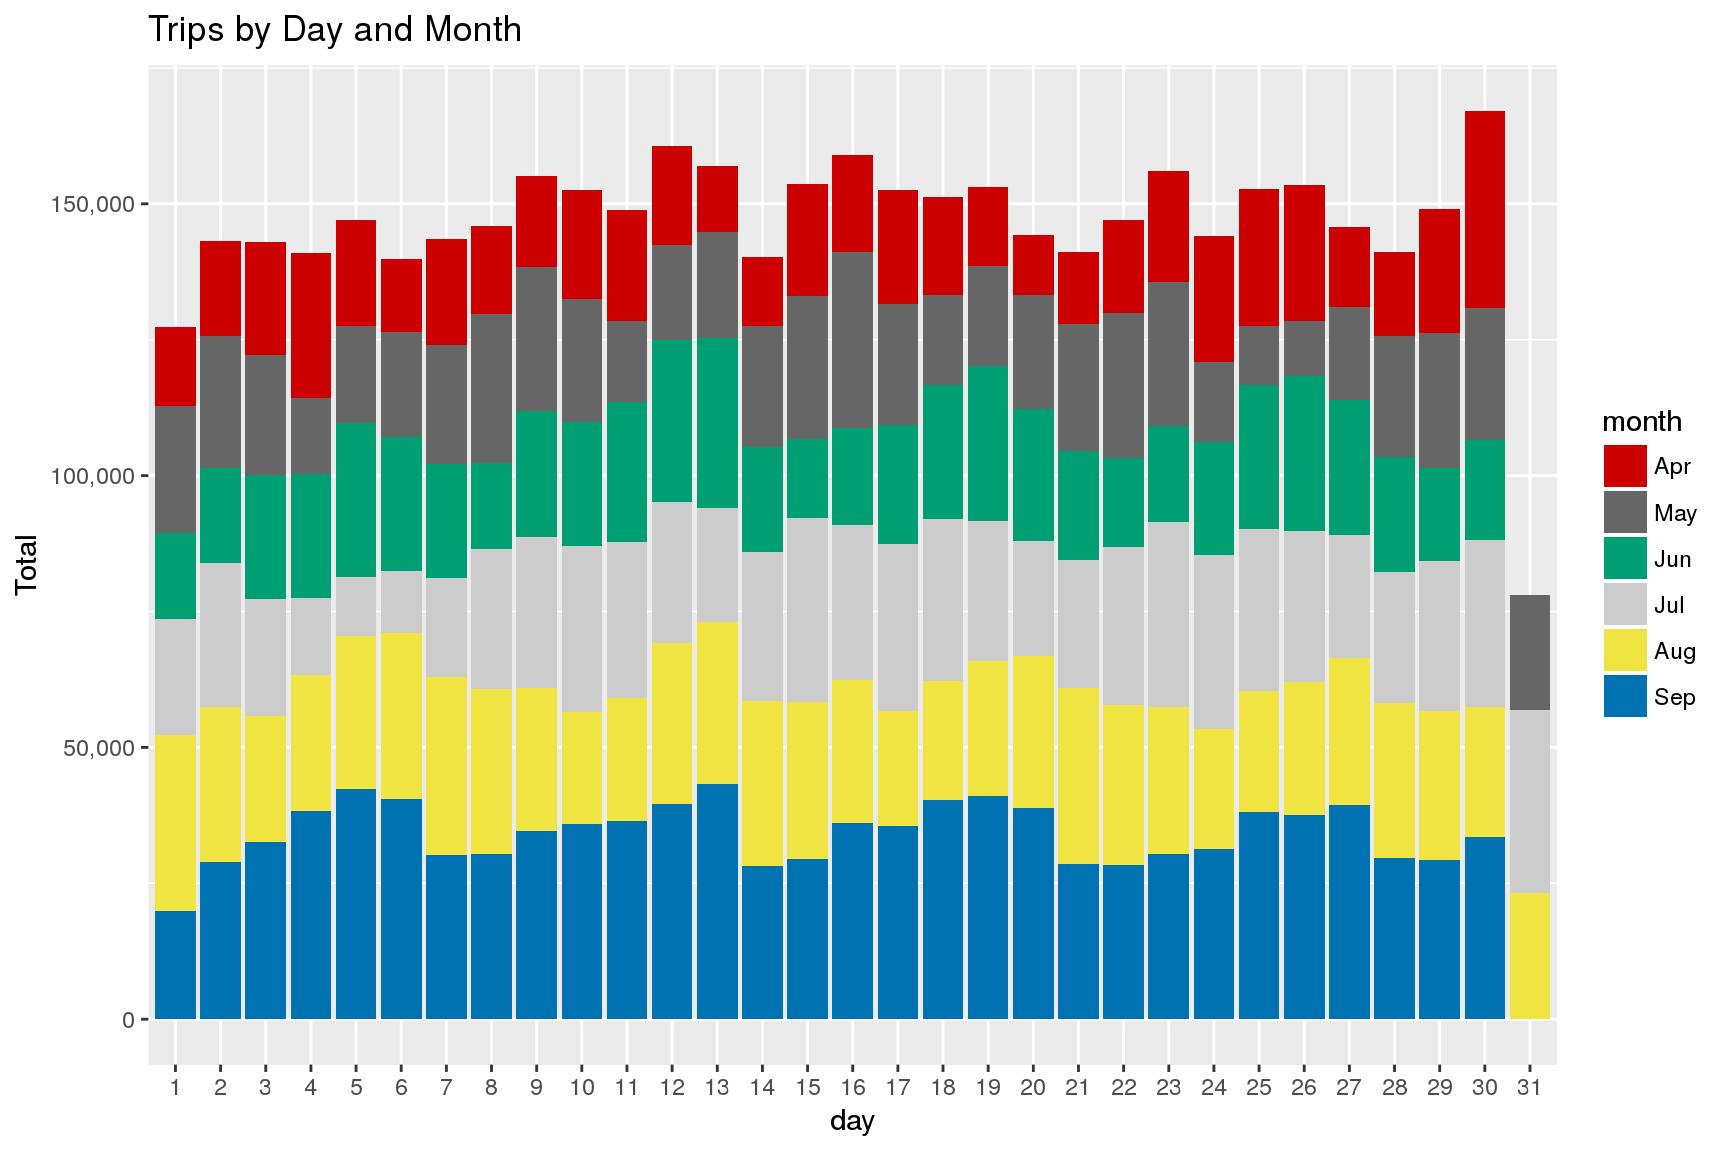 Trips by Day and Month
Total
150,000
100,000
50,000
0
1 2 3 4 5 6 7 8 9 10 11 12 13 14 15 16 17 18 19 20 21 22 23 24 25 26 27 28 29 30 31
day
month
Apr
May
Jun
Jul
Aug
Sep